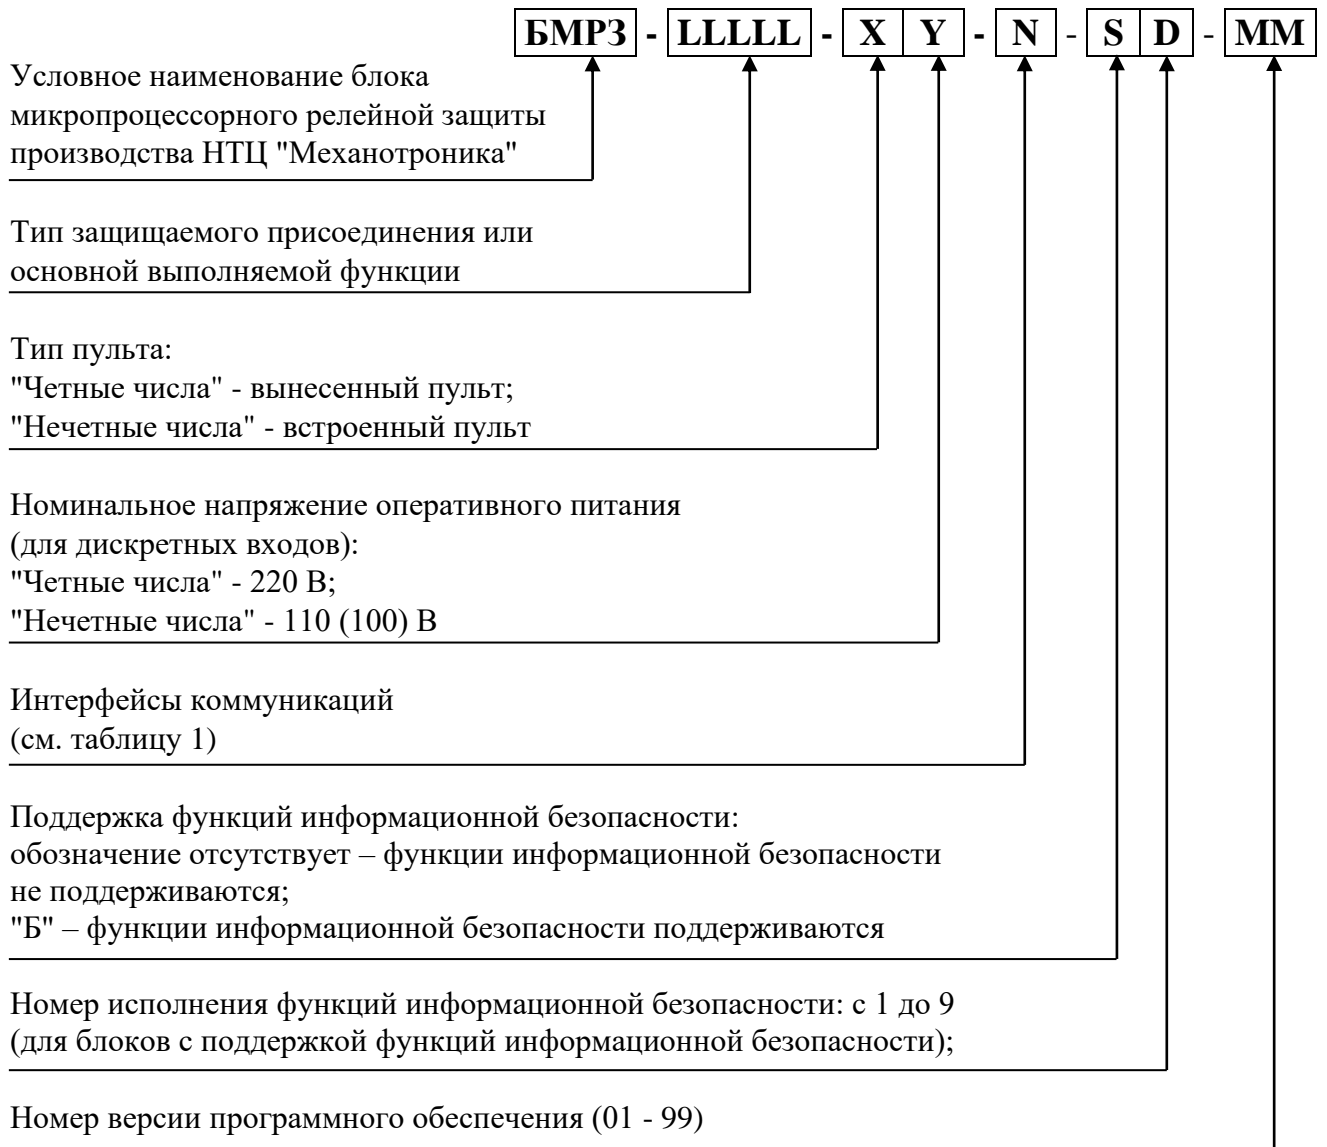 БМРЗ - LLLLL - X Y - N - S D - MM
Условное наименование блока
микропроцессорного релейной защиты
производства НТЦ "Механотроника"
Тип защищаемого присоединения или
основной выполняемой функции
Тип пульта:
"Четные числа" - вынесенный пульт;
"Нечетные числа" - встроенный пульт
Номинальное напряжение оперативного питания
(для дискретных входов):
"Четные числа" - 220 В;
"Нечетные числа" - 110 (100) В
Интерфейсы коммуникаций
(см. таблицу 1)
Поддержка функций информационной безопасности:
обозначение отсутствует – функции информационной безопасности
не поддерживаются;
"Б" – функции информационной безопасности поддерживаются
Номер исполнения функций информационной безопасности: с 1 до 9
(для блоков с поддержкой функций информационной безопасности);
Номер версии программного обеспечения (01 - 99)